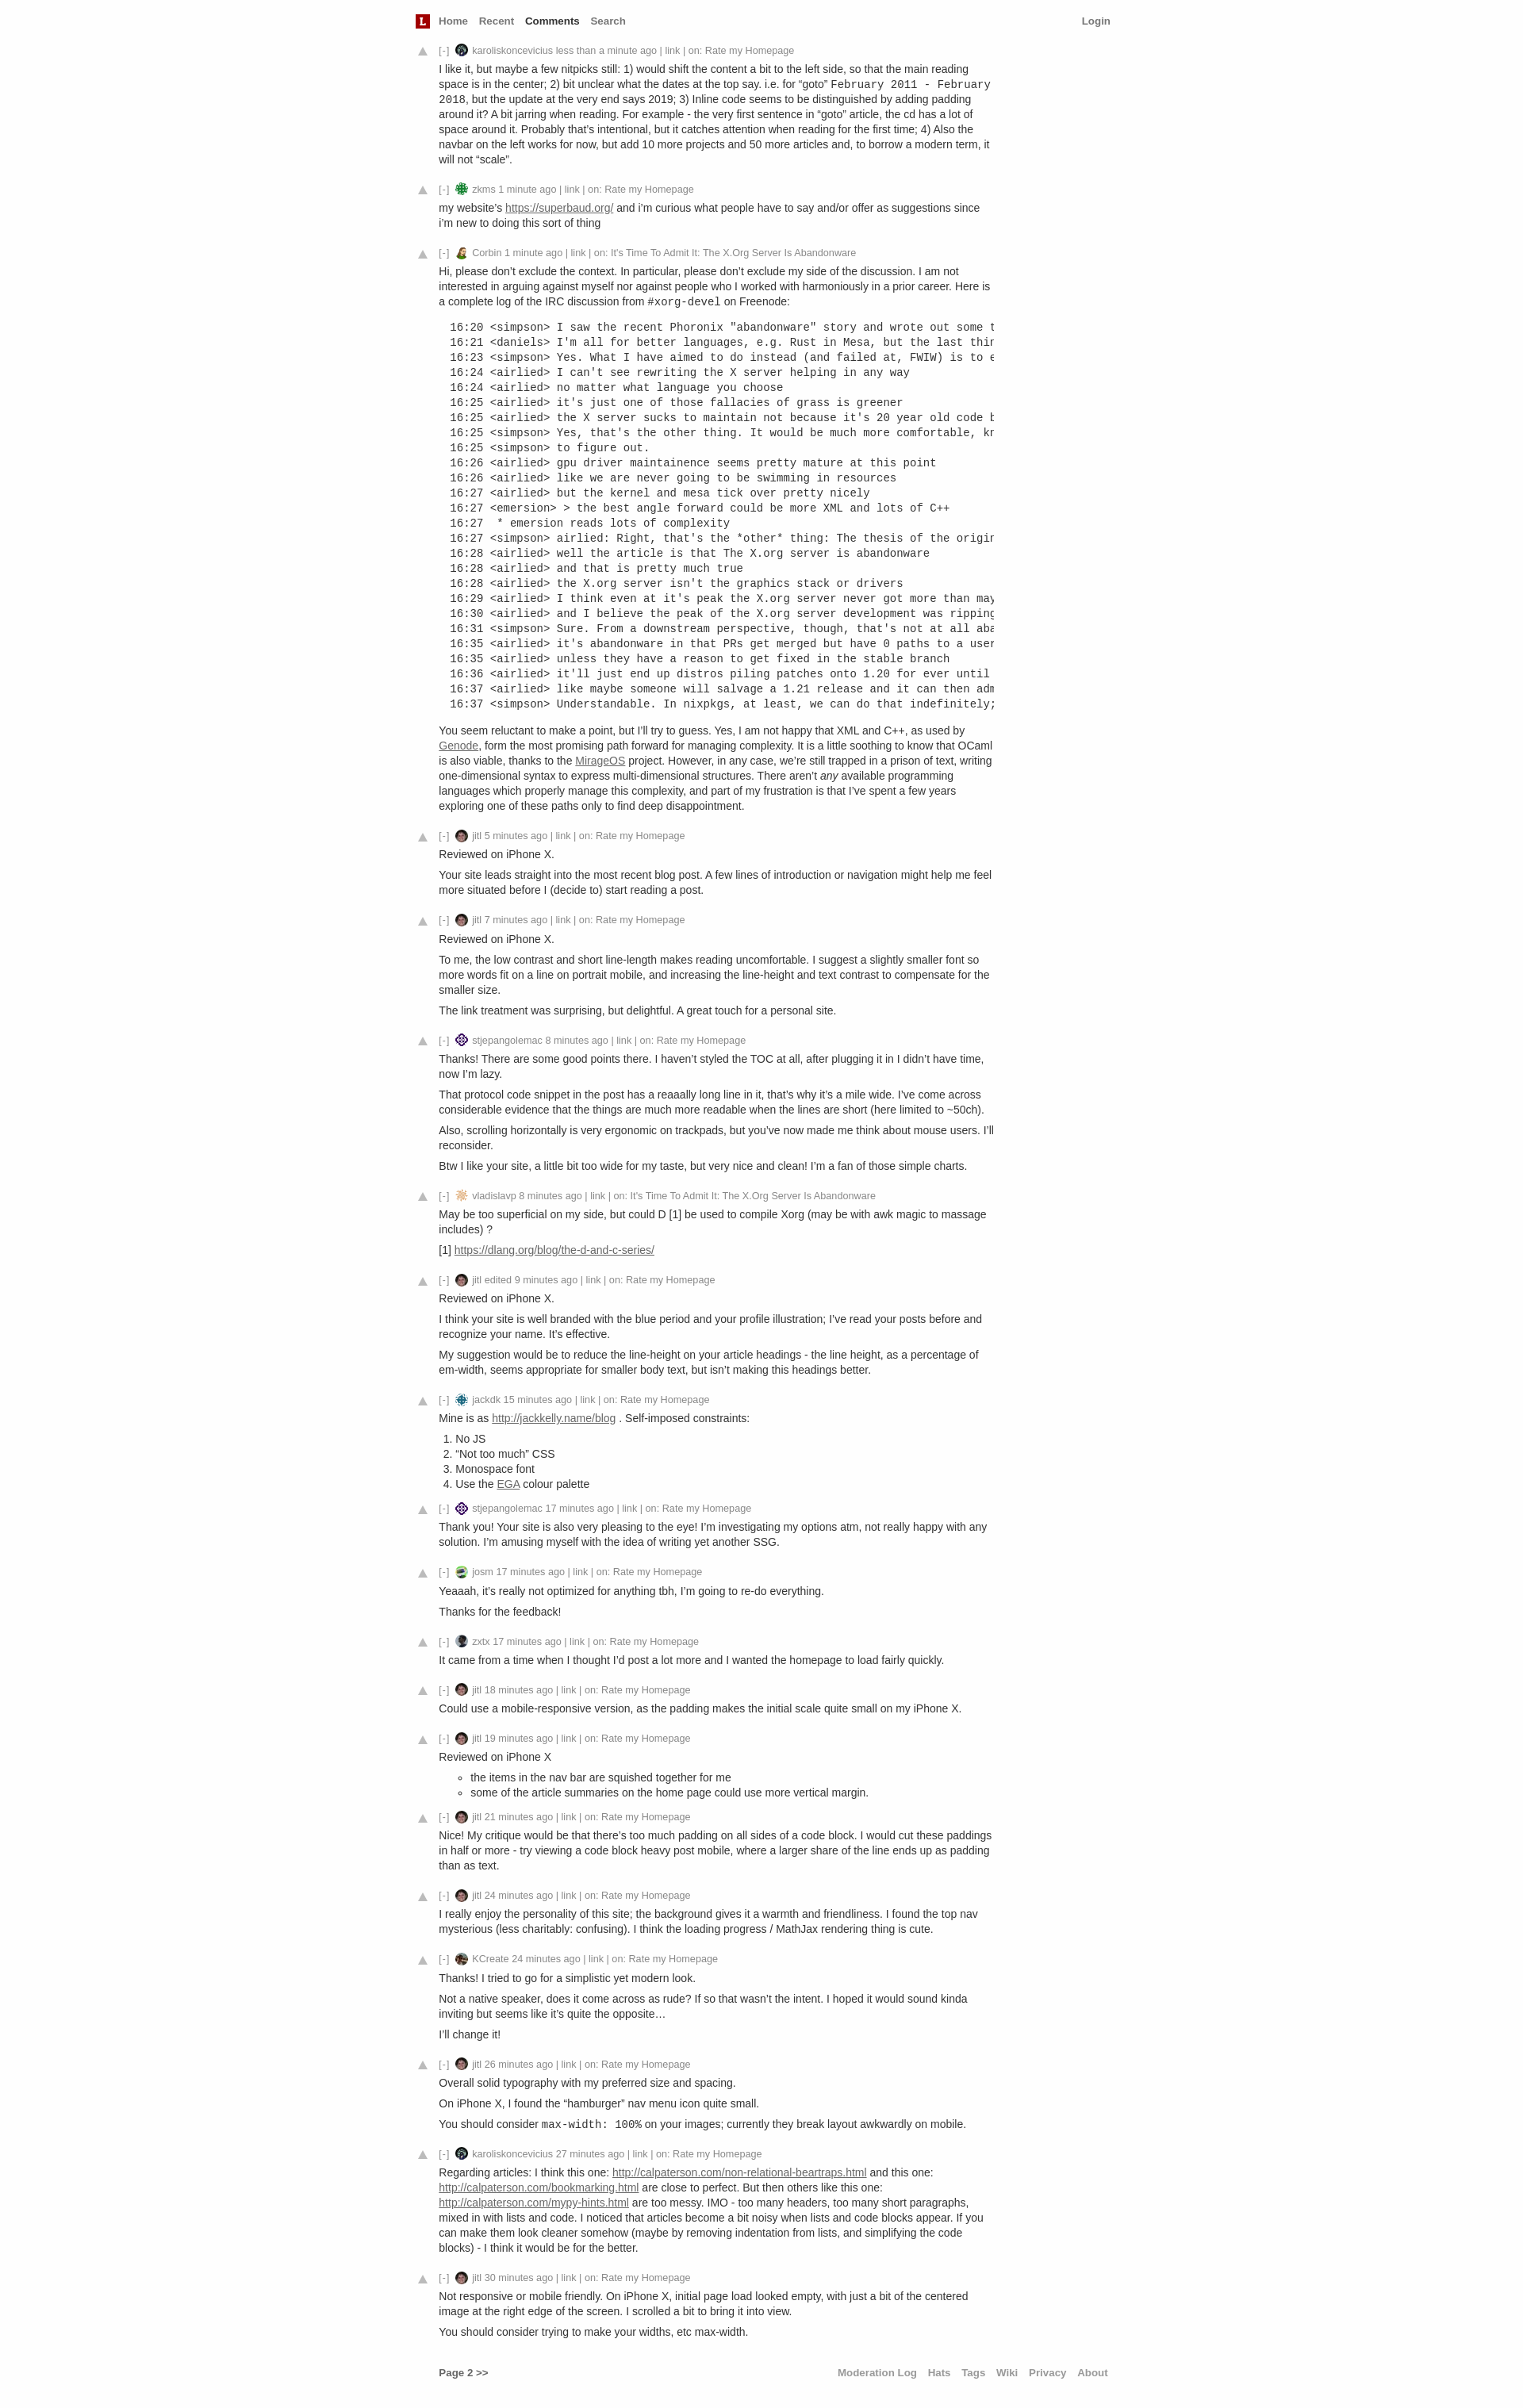 L Home Recent Comments Search Login
[-] karoliskoncevicius less than a minute ago | link | on: Rate my Homepage
I like it, but maybe a few nitpicks still: 1) would shift the content a bit to the left side, so that the main reading
space is in the center; 2) bit unclear what the dates at the top say. i.e. for “goto” February 2011 - February
2018, but the update at the very end says 2019; 3) Inline code seems to be distinguished by adding padding
around it? A bit jarring when reading. For example - the very first sentence in “goto” article, the cd has a lot of
space around it. Probably that’s intentional, but it catches attention when reading for the first time; 4) Also the
navbar on the left works for now, but add 10 more projects and 50 more articles and, to borrow a modern term, it
will not “scale”.
[-] zkms 1 minute ago | link | on: Rate my Homepage
my website’s https://superbaud.org/ and i’m curious what people have to say and/or offer as suggestions since
i’m new to doing this sort of thing
[-] Corbin 1 minute ago | link | on: It's Time To Admit It: The X.Org Server Is Abandonware
Hi, please don’t exclude the context. In particular, please don’t exclude my side of the discussion. I am not
interested in arguing against myself nor against people who I worked with harmoniously in a prior career. Here is
a complete log of the IRC discussion from #xorg-devel on Freenode:
16:20 <simpson> I saw the recent Phoronix "abandonware" story and wrote out some t
16:21 <daniels> I'm all for better languages, e.g. Rust in Mesa, but the last thin
16:23 <simpson> Yes. What I have aimed to do instead (and failed at, FWIW) is to e
16:24 <airlied> I can't see rewriting the X server helping in any way
16:24 <airlied> no matter what language you choose
16:25 <airlied> it's just one of those fallacies of grass is greener
16:25 <airlied> the X server sucks to maintain not because it's 20 year old code b
16:25 <simpson> Yes, that's the other thing. It would be much more comfortable, kn
16:25 <simpson> to figure out.
16:26 <airlied> gpu driver maintainence seems pretty mature at this point
16:26 <airlied> like we are never going to be swimming in resources
16:27 <airlied> but the kernel and mesa tick over pretty nicely
16:27 <emersion> > the best angle forward could be more XML and lots of C++
16:27  * emersion reads lots of complexity
16:27 <simpson> airlied: Right, that's the *other* thing: The thesis of the origin
16:28 <airlied> well the article is that The X.org server is abandonware
16:28 <airlied> and that is pretty much true
16:28 <airlied> the X.org server isn't the graphics stack or drivers
16:29 <airlied> I think even at it's peak the X.org server never got more than may
16:30 <airlied> and I believe the peak of the X.org server development was ripping
16:31 <simpson> Sure. From a downstream perspective, though, that's not at all aba
16:35 <airlied> it's abandonware in that PRs get merged but have 0 paths to a user
16:35 <airlied> unless they have a reason to get fixed in the stable branch
16:36 <airlied> it'll just end up distros piling patches onto 1.20 for ever until
16:37 <airlied> like maybe someone will salvage a 1.21 release and it can then adm
16:37 <simpson> Understandable. In nixpkgs, at least, we can do that indefinitely;
You seem reluctant to make a point, but I’ll try to guess. Yes, I am not happy that XML and C++, as used by
Genode, form the most promising path forward for managing complexity. It is a little soothing to know that OCaml
is also viable, thanks to the MirageOS project. However, in any case, we’re still trapped in a prison of text, writing
one-dimensional syntax to express multi-dimensional structures. There aren’t any available programming
languages which properly manage this complexity, and part of my frustration is that I’ve spent a few years
exploring one of these paths only to find deep disappointment.
[-] jitl 5 minutes ago | link | on: Rate my Homepage
Reviewed on iPhone X.
Your site leads straight into the most recent blog post. A few lines of introduction or navigation might help me feel
more situated before I (decide to) start reading a post.
[-] jitl 7 minutes ago | link | on: Rate my Homepage
Reviewed on iPhone X.
To me, the low contrast and short line-length makes reading uncomfortable. I suggest a slightly smaller font so
more words fit on a line on portrait mobile, and increasing the line-height and text contrast to compensate for the
smaller size.
The link treatment was surprising, but delightful. A great touch for a personal site.
[-] stjepangolemac 8 minutes ago | link | on: Rate my Homepage
Thanks! There are some good points there. I haven’t styled the TOC at all, after plugging it in I didn’t have time,
now I’m lazy.
That protocol code snippet in the post has a reaaally long line in it, that’s why it’s a mile wide. I’ve come across
considerable evidence that the things are much more readable when the lines are short (here limited to ~50ch).
Also, scrolling horizontally is very ergonomic on trackpads, but you’ve now made me think about mouse users. I’ll
reconsider.
Btw I like your site, a little bit too wide for my taste, but very nice and clean! I’m a fan of those simple charts.
[-] vladislavp 8 minutes ago | link | on: It's Time To Admit It: The X.Org Server Is Abandonware
May be too superficial on my side, but could D [1] be used to compile Xorg (may be with awk magic to massage
includes) ?
[1] https://dlang.org/blog/the-d-and-c-series/
[-] jitl edited 9 minutes ago | link | on: Rate my Homepage
Reviewed on iPhone X.
I think your site is well branded with the blue period and your profile illustration; I’ve read your posts before and
recognize your name. It’s effective.
My suggestion would be to reduce the line-height on your article headings - the line height, as a percentage of
em-width, seems appropriate for smaller body text, but isn’t making this headings better.
[-] jackdk 15 minutes ago | link | on: Rate my Homepage
Mine is as http://jackkelly.name/blog . Self-imposed constraints:
1. No JS
2. “Not too much” CSS
3. Monospace font
4. Use the EGA colour palette
[-] stjepangolemac 17 minutes ago | link | on: Rate my Homepage
Thank you! Your site is also very pleasing to the eye! I’m investigating my options atm, not really happy with any
solution. I’m amusing myself with the idea of writing yet another SSG.
[-] josm 17 minutes ago | link | on: Rate my Homepage
Yeaaah, it’s really not optimized for anything tbh, I’m going to re-do everything.
Thanks for the feedback!
[-] zxtx 17 minutes ago | link | on: Rate my Homepage
It came from a time when I thought I’d post a lot more and I wanted the homepage to load fairly quickly.
[-] jitl 18 minutes ago | link | on: Rate my Homepage
Could use a mobile-responsive version, as the padding makes the initial scale quite small on my iPhone X.
[-] jitl 19 minutes ago | link | on: Rate my Homepage
Reviewed on iPhone X
the items in the nav bar are squished together for me
some of the article summaries on the home page could use more vertical margin.
[-] jitl 21 minutes ago | link | on: Rate my Homepage
Nice! My critique would be that there’s too much padding on all sides of a code block. I would cut these paddings
in half or more - try viewing a code block heavy post mobile, where a larger share of the line ends up as padding
than as text.
[-] jitl 24 minutes ago | link | on: Rate my Homepage
I really enjoy the personality of this site; the background gives it a warmth and friendliness. I found the top nav
mysterious (less charitably: confusing). I think the loading progress / MathJax rendering thing is cute.
[-] KCreate 24 minutes ago | link | on: Rate my Homepage
Thanks! I tried to go for a simplistic yet modern look.
Not a native speaker, does it come across as rude? If so that wasn’t the intent. I hoped it would sound kinda
inviting but seems like it’s quite the opposite…
I’ll change it!
[-] jitl 26 minutes ago | link | on: Rate my Homepage
Overall solid typography with my preferred size and spacing.
On iPhone X, I found the “hamburger” nav menu icon quite small.
You should consider max-width: 100% on your images; currently they break layout awkwardly on mobile.
[-] karoliskoncevicius 27 minutes ago | link | on: Rate my Homepage
Regarding articles: I think this one: http://calpaterson.com/non-relational-beartraps.html and this one:
http://calpaterson.com/bookmarking.html are close to perfect. But then others like this one:
http://calpaterson.com/mypy-hints.html are too messy. IMO - too many headers, too many short paragraphs,
mixed in with lists and code. I noticed that articles become a bit noisy when lists and code blocks appear. If you
can make them look cleaner somehow (maybe by removing indentation from lists, and simplifying the code
blocks) - I think it would be for the better.
[-] jitl 30 minutes ago | link | on: Rate my Homepage
Not responsive or mobile friendly. On iPhone X, initial page load looked empty, with just a bit of the centered
image at the right edge of the screen. I scrolled a bit to bring it into view.
You should consider trying to make your widths, etc max-width.
Page 2 >> Moderation Log Hats Tags Wiki Privacy About